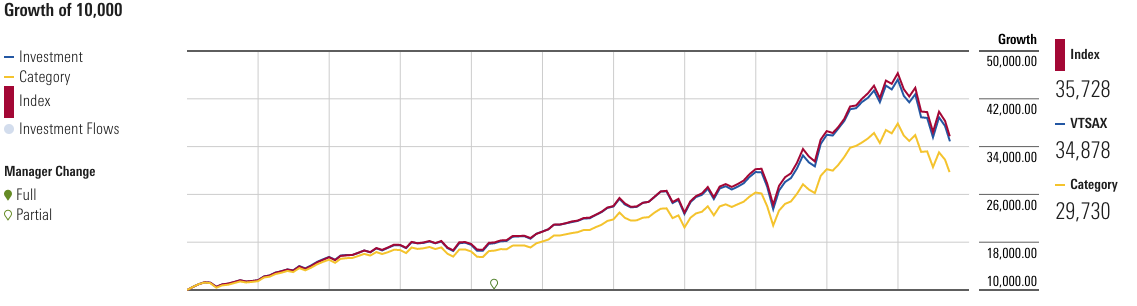 Growth of 10,000
Investment
Category
Index
Investment Flows
Manager Change
Full
Partial
Growth
50,000.00
42,000.00
34,000.00
26,000.00
18,000.00
10,000.00
Index
35,728
VTSAX
34,878
Category
29,730